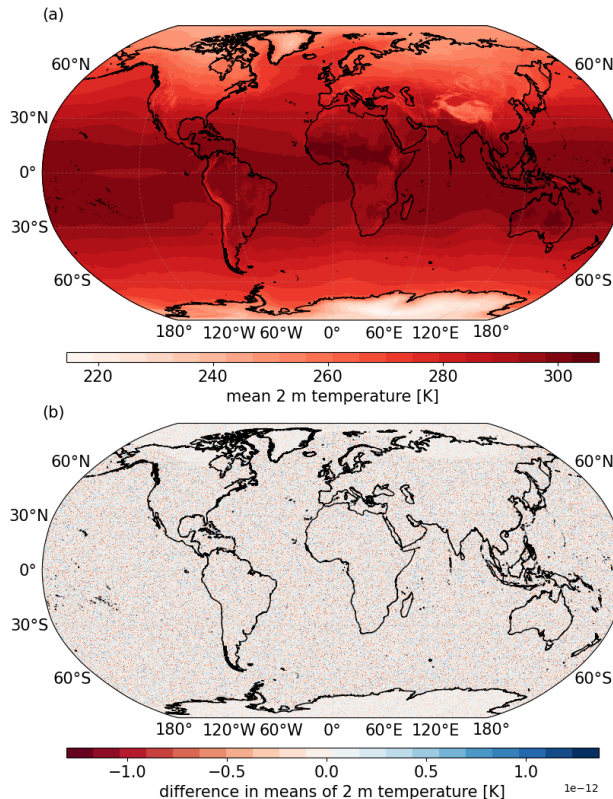 (a)
60°N
60°N
30°N
30°N
0°
0°
30°S
30°S
60°S
60°S
180°
120°W
60°W
0°
60°E
120°E
180°
220
240
260
280
300
mean 2 m temperature [K]
(b)
60°N
60°N
30°N
30°N
0°
0°
30°S
30°S
60°S
60°S
180°
120°W
60°W
0°
60°E
120°E
180°
−1.0
−0.5
0.0
0.5
1.0
1e−12
difference in means of 2 m temperature [K]